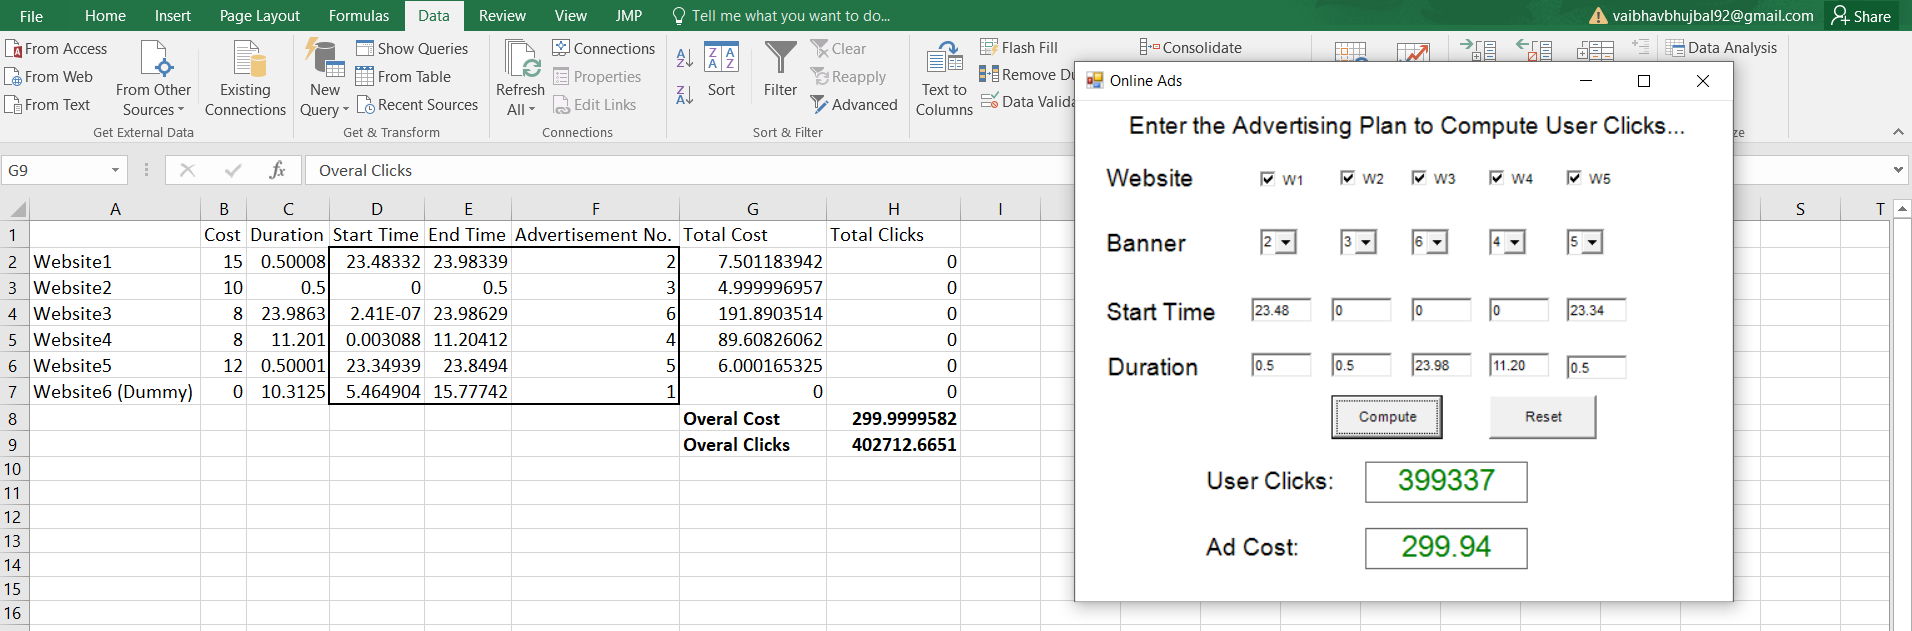 File Home Insert Page Layout Formulas Data Review View JMP Tell me what you want to do... vaibhavbhujbal92@gmail.com Share
From Access
From Web
From Text
From Other Sources
Existing Connections
Get External Data
New Query
Show Queries
From Table
Recent Sources
Get & Transform
Refresh All
Connections
Properties
Edit Links
Connections
Sort
Filter
Clear
Reapply
Advanced
Sort & Filter
Text to Columns
Flash Fill
Remove Du
Data Valida
Consolidate
Data Analysis
ze
G9 fx Overal Clicks
A B C D E F G H I S T
1 Cost Duration Start Time End Time Advertisement No. Total Cost Total Clicks
2 Website1 15 0.50008 23.48332 23.98339 2 7.501183942 0
3 Website2 10 0.5 0 0.5 3 4.999996957 0
4 Website3 8 23.9863 2.41E-07 23.98629 6 191.8903514 0
5 Website4 8 11.201 0.003088 11.20412 4 89.60826062 0
6 Website5 12 0.50001 23.34939 23.8494 5 6.000165325 0
7 Website6 (Dummy) 0 10.3125 5.464904 15.77742 1 0 0
8 Overal Cost 299.9999582
9 Overal Clicks 402712.6651
10
11
12
13
14
15
16
Online Ads
Enter the Advertising Plan to Compute User Clicks...
Website W1 W2 W3 W4 W5
Banner 2 3 6 4 5
Start Time 23.48 0 0 0 23.34
Duration 0.5 0.5 23.98 11.20 0.5
Compute Reset
User Clicks: 399337
Ad Cost: 299.94